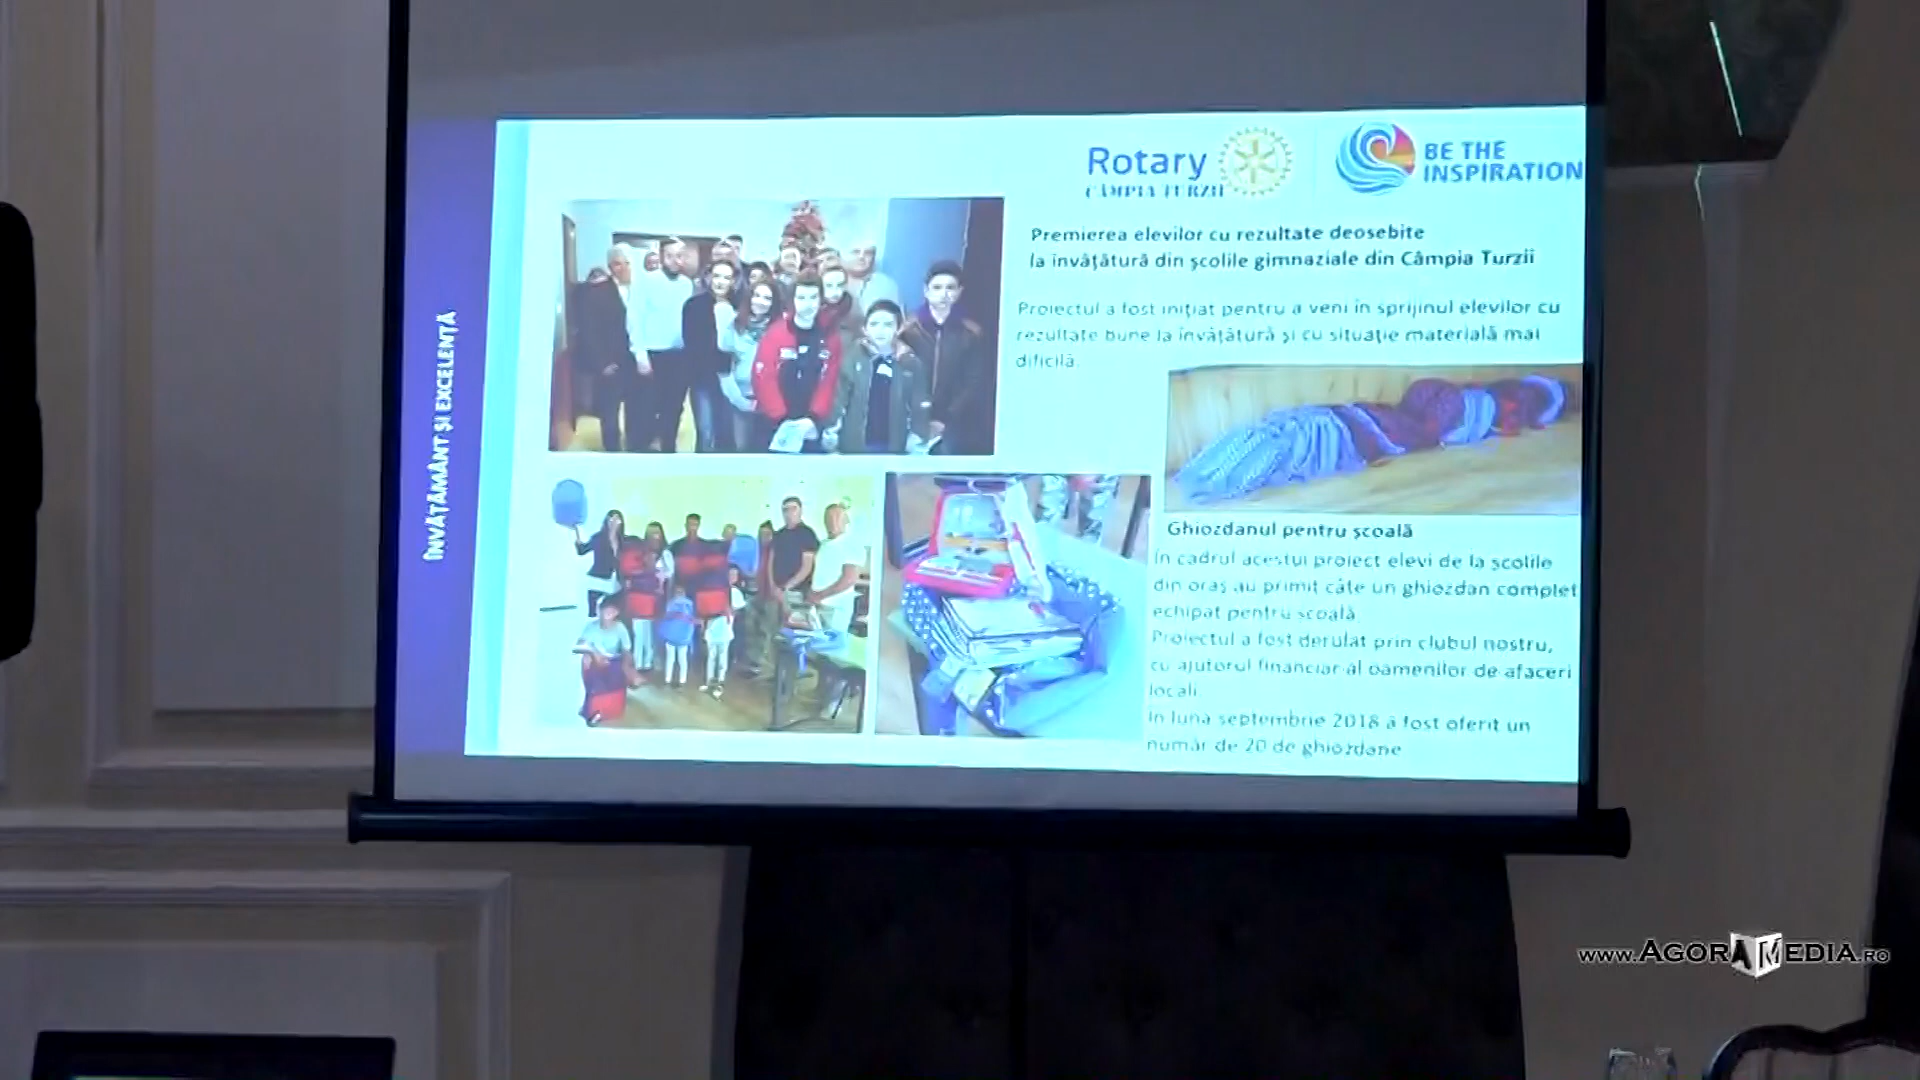 Rotary
CÂMPIA TURZII
BE THE
INSPIRATION
ÎNVĂȚĂMÂNT ȘI EXCELENȚĂ
Premierea elevilor cu rezultate deosebite
la învățătură din școlile gimnaziale din Câmpia Turzii
Proiectul a fost inițiat pentru a veni în sprijinul elevilor cu
rezultate bune la învățătură și cu situație materială mai
dificilă.
Ghiozdanul pentru școală
În cadrul acestui proiect elevi de la școlile
din oraș au primit câte un ghiozdan complet
echipat pentru școală.
Proiectul a fost derulat prin clubul nostru,
cu ajutorul financiar al oamenilor de afaceri
locali.
În luna septembrie 2018 a fost oferit un
număr de 20 de ghiozdane
www.AGORAMEDIA.RO